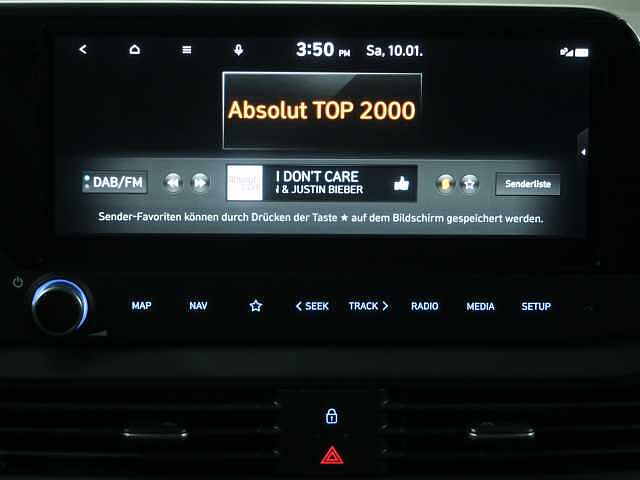 3:50 PM Sa, 10.01.
Absolut TOP 2000
DAB/FM
I DON'T CARE
N & JUSTIN BIEBER
Senderliste
Sender-Favoriten können durch Drücken der Taste ★ auf dem Bildschirm gespeichert werden.
MAP NAV SEEK TRACK RADIO MEDIA SETUP